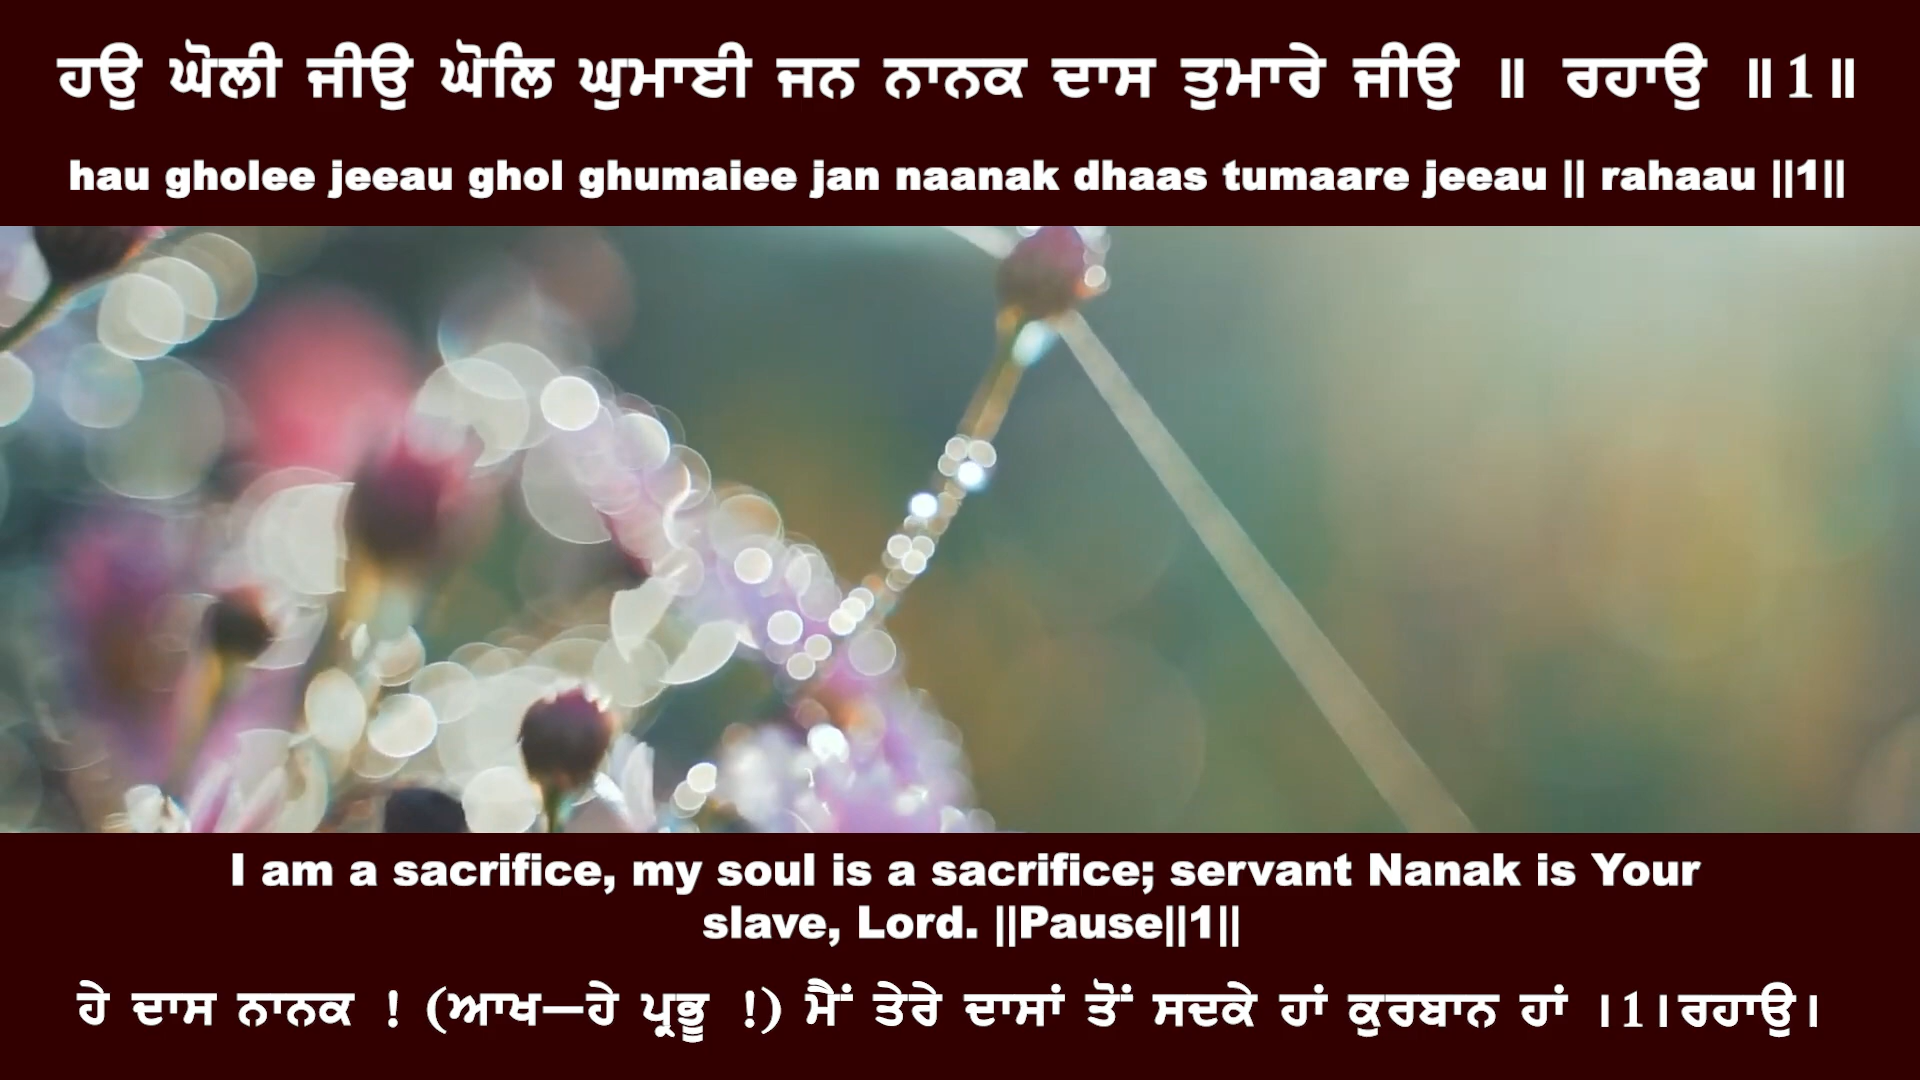 ਹਉ ਘੋਲੀ ਜੀਉ ਘੋਲਿ ਘੁਮਾਈ ਜਨ ਨਾਨਕ ਦਾਸ ਤੁਮਾਰੇ ਜੀਉ ॥ ਰਹਾਉ ॥1॥
hau gholee jeeau ghol ghumaiee jan naanak dhaas tumaare jeeau || rahaau ||1||
I am a sacrifice, my soul is a sacrifice; servant Nanak is Your
slave, Lord. ||Pause||1||
ਹੇ ਦਾਸ ਨਾਨਕ ! (ਆਖ—ਹੇ ਪ੍ਰਭੂ !) ਮੈਂ ਤੇਰੇ ਦਾਸਾਂ ਤੋਂ ਸਦਕੇ ਹਾਂ ਕੁਰਬਾਨ ਹਾਂ ।1।ਰਹਾਉ।